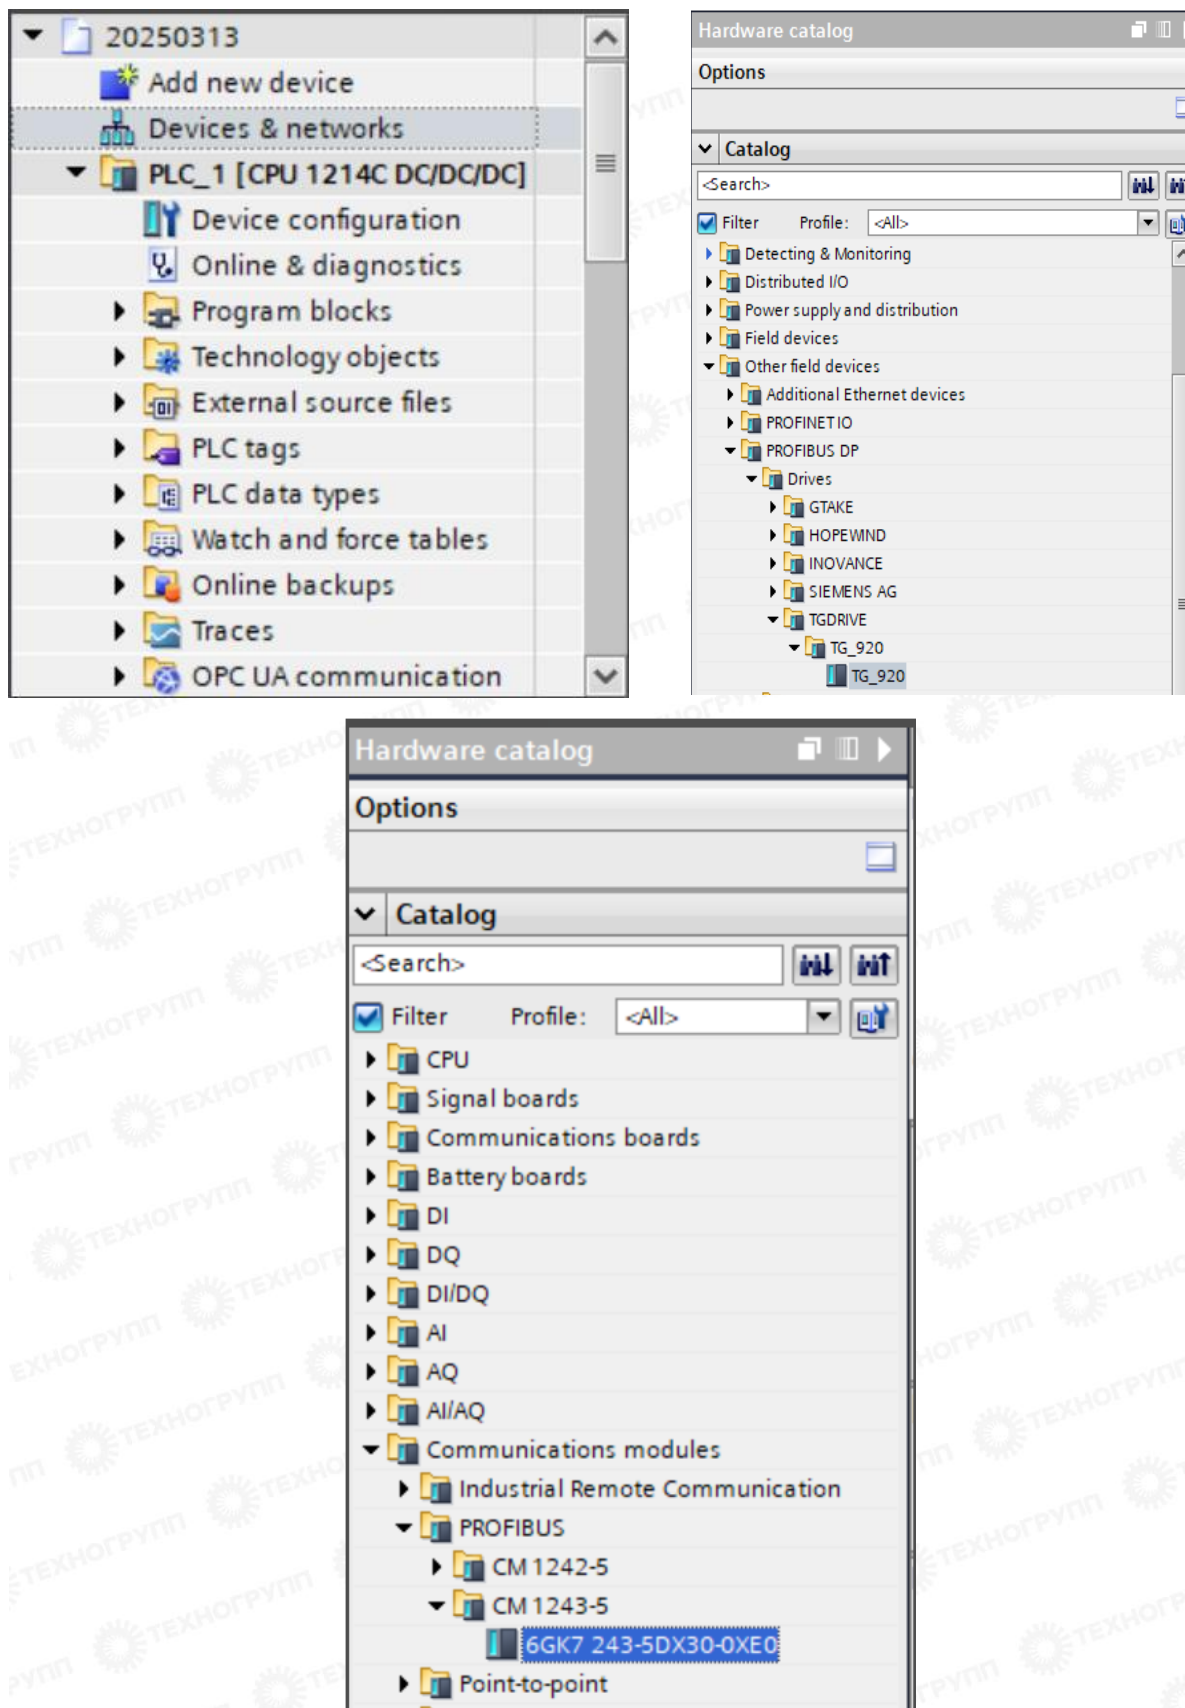 20250313
Add new device
Devices & networks
PLC_1 [CPU 1214C DC/DC/DC]
Device configuration
Online & diagnostics
Program blocks
Technology objects
External source files
PLC tags
PLC data types
Watch and force tables
Online backups
Traces
OPC UA communication
Hardware catalog
Options
Catalog
<Search>
Filter Profile: <All>
Detecting & Monitoring
Distributed I/O
Power supply and distribution
Field devices
Other field devices
Additional Ethernet devices
PROFINET IO
PROFIBUS DP
Drives
GTAKE
HOPEWIND
INOVANCE
SIEMENS AG
TGDRIVE
TG_920
TG_920
Hardware catalog
Options
Catalog
<Search>
Filter Profile: <All>
CPU
Signal boards
Communications boards
Battery boards
DI
DQ
DI/DQ
AI
AQ
AI/AQ
Communications modules
Industrial Remote Communication
PROFIBUS
CM 1242-5
CM 1243-5
6GK7 243-5DX30-0XE0
Point-to-point
ТЕХНОГРУПП